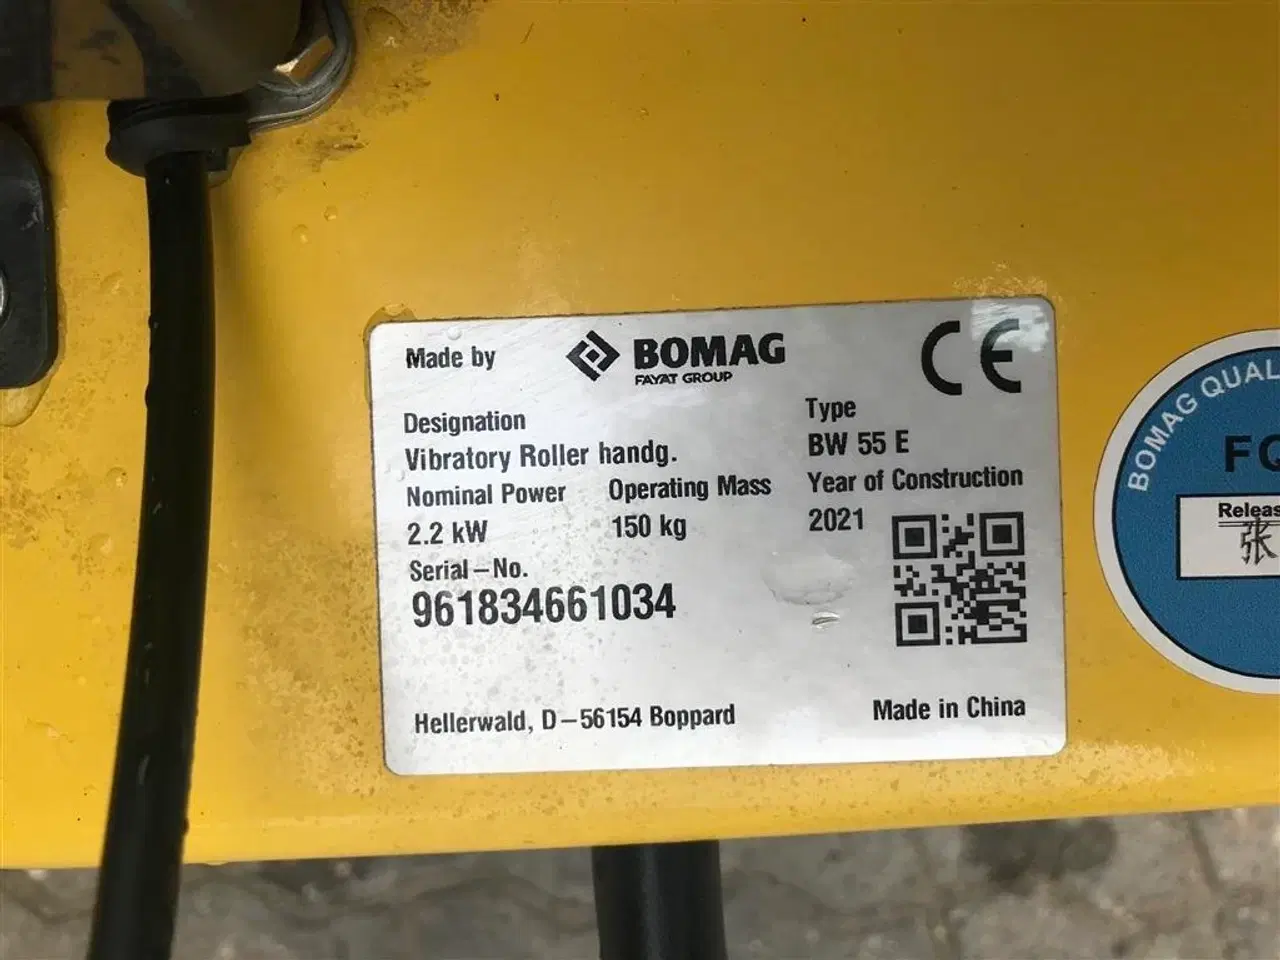 Made by
BOMAG
FAYAT GROUP
CE
Designation
Vibratory Roller handg.
Type
BW 55 E
Nominal Power
2.2 kW
Operating Mass
150 kg
Year of Construction
2021
Serial-No.
961834661034
Hellerwald, D-56154 Boppard
Made in China
BOMAG QUAL
FQ
Releas
张